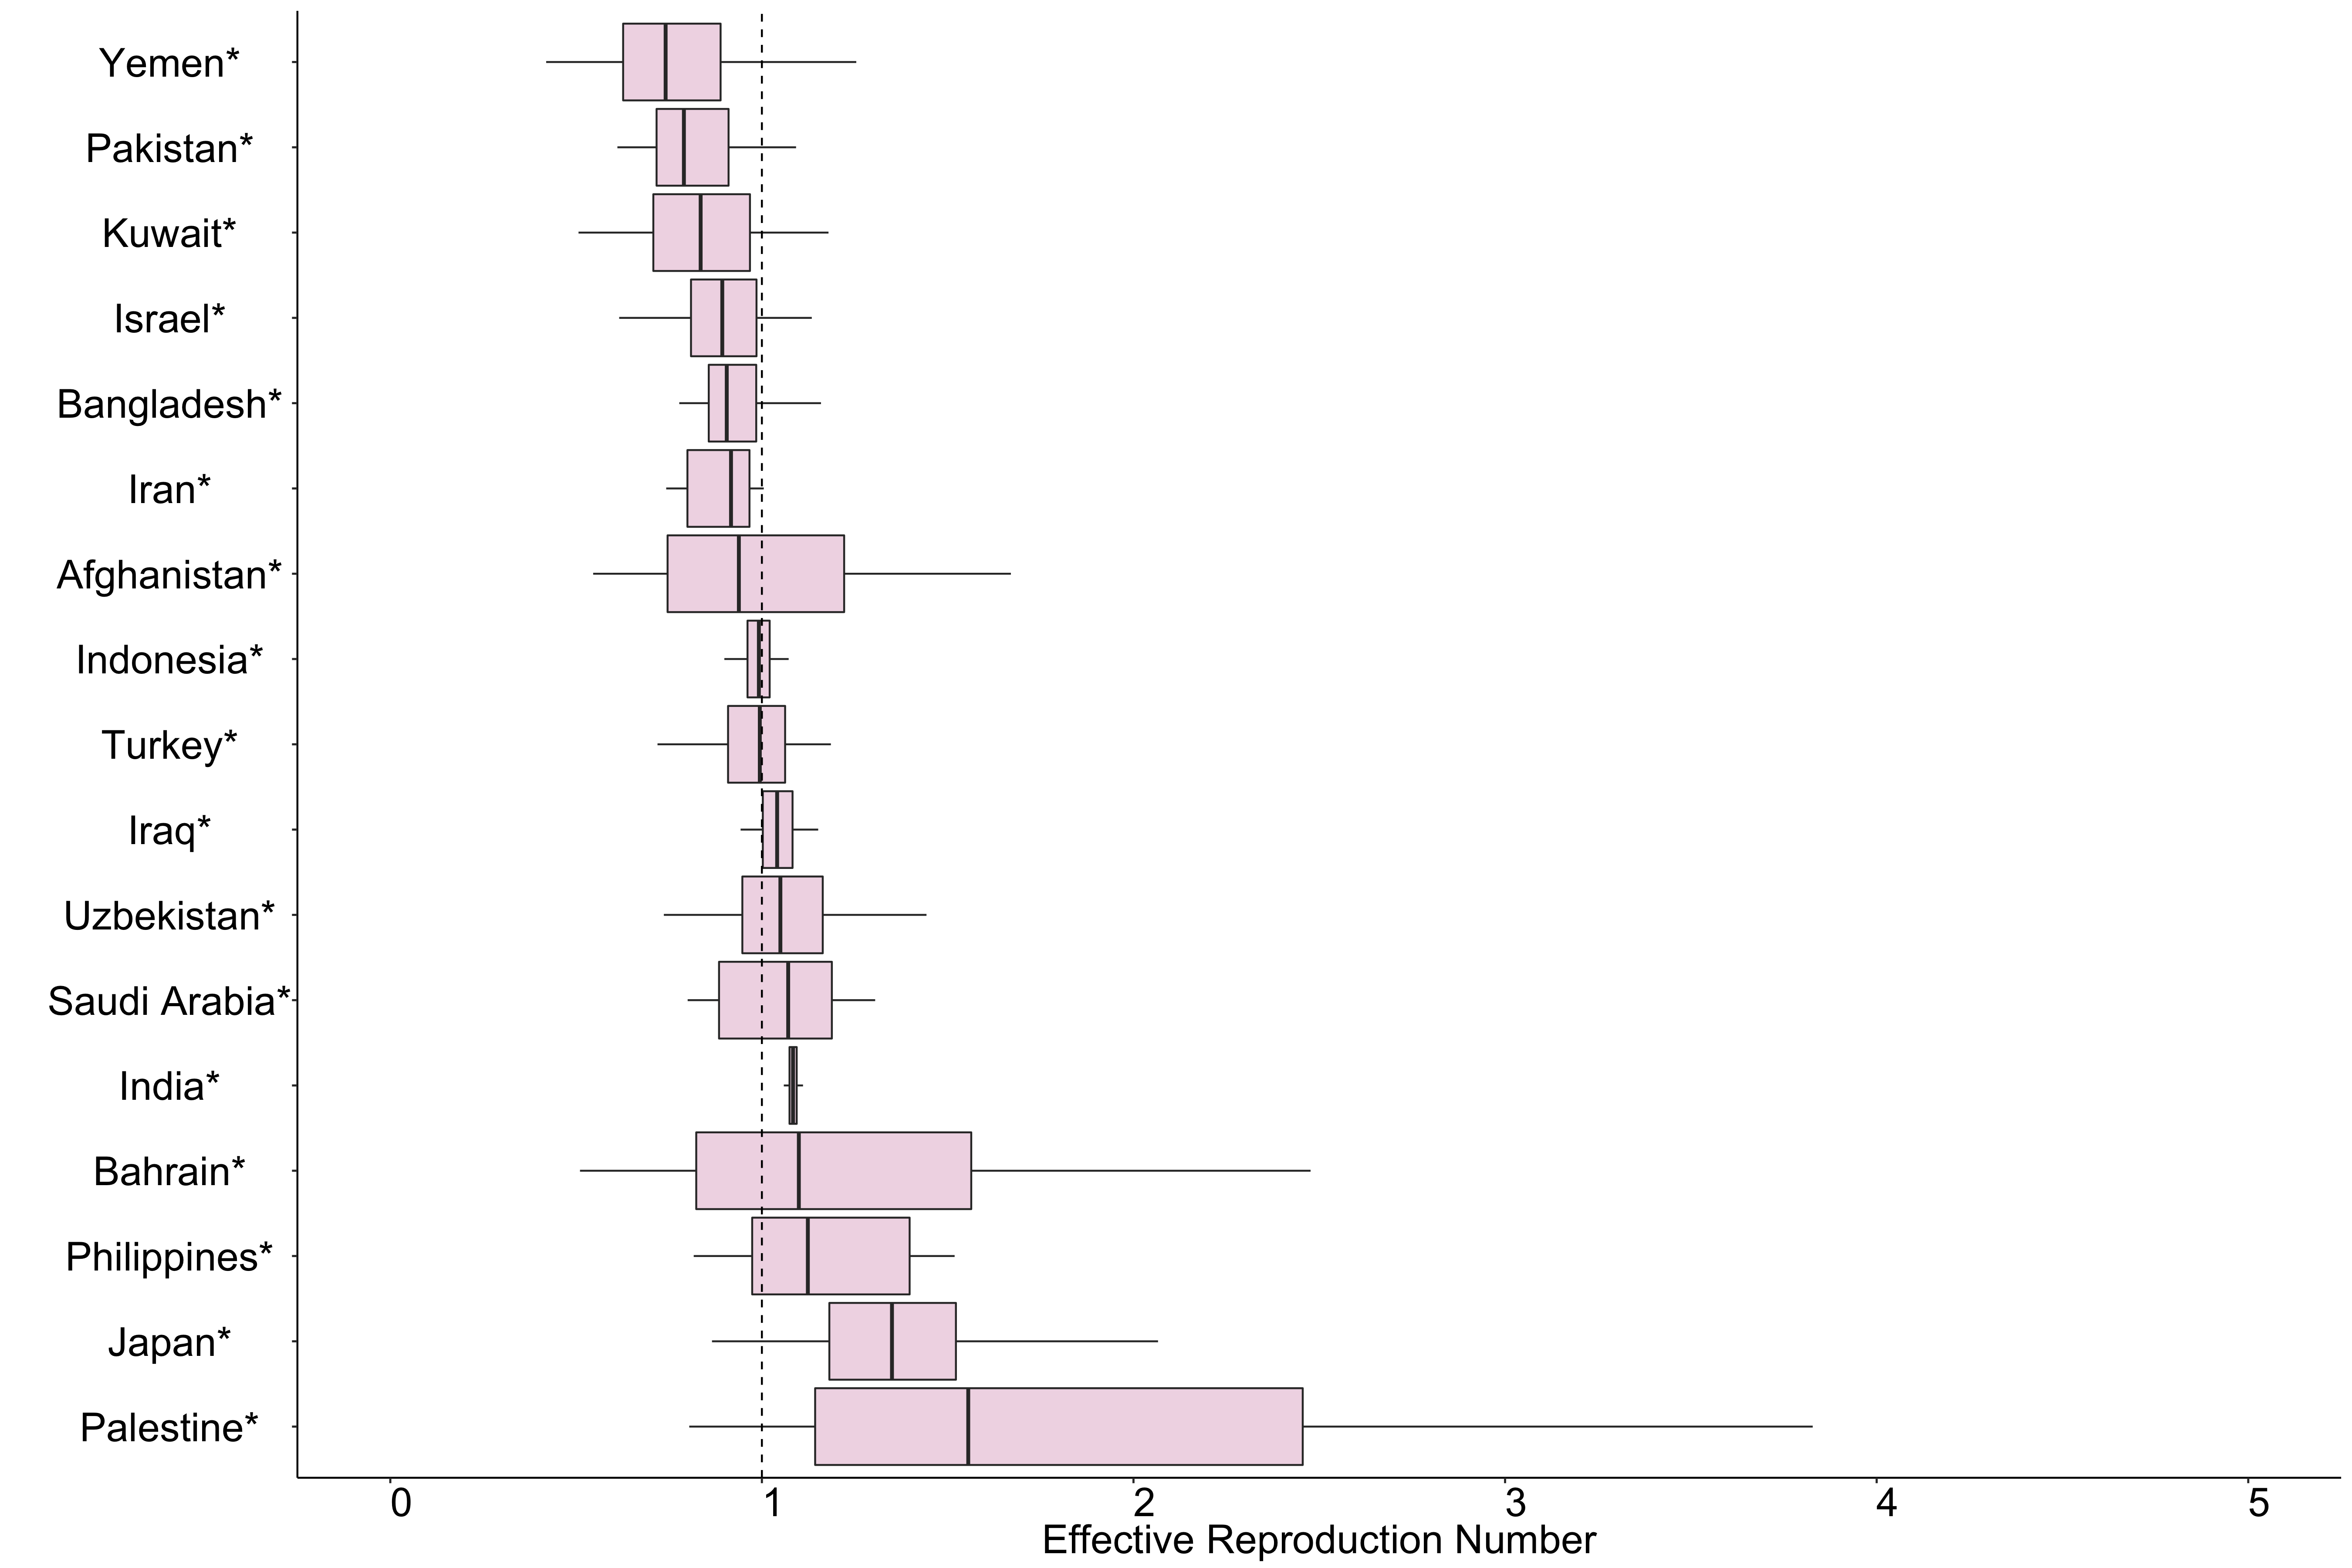 Yemen*
Pakistan*
Kuwait*
Israel*
Bangladesh*
Iran*
Afghanistan*
Indonesia*
Turkey*
Iraq*
Uzbekistan*
Saudi Arabia*
India*
Bahrain*
Philippines*
Japan*
Palestine*
0 1 2 3 4 5
Effective Reproduction Number